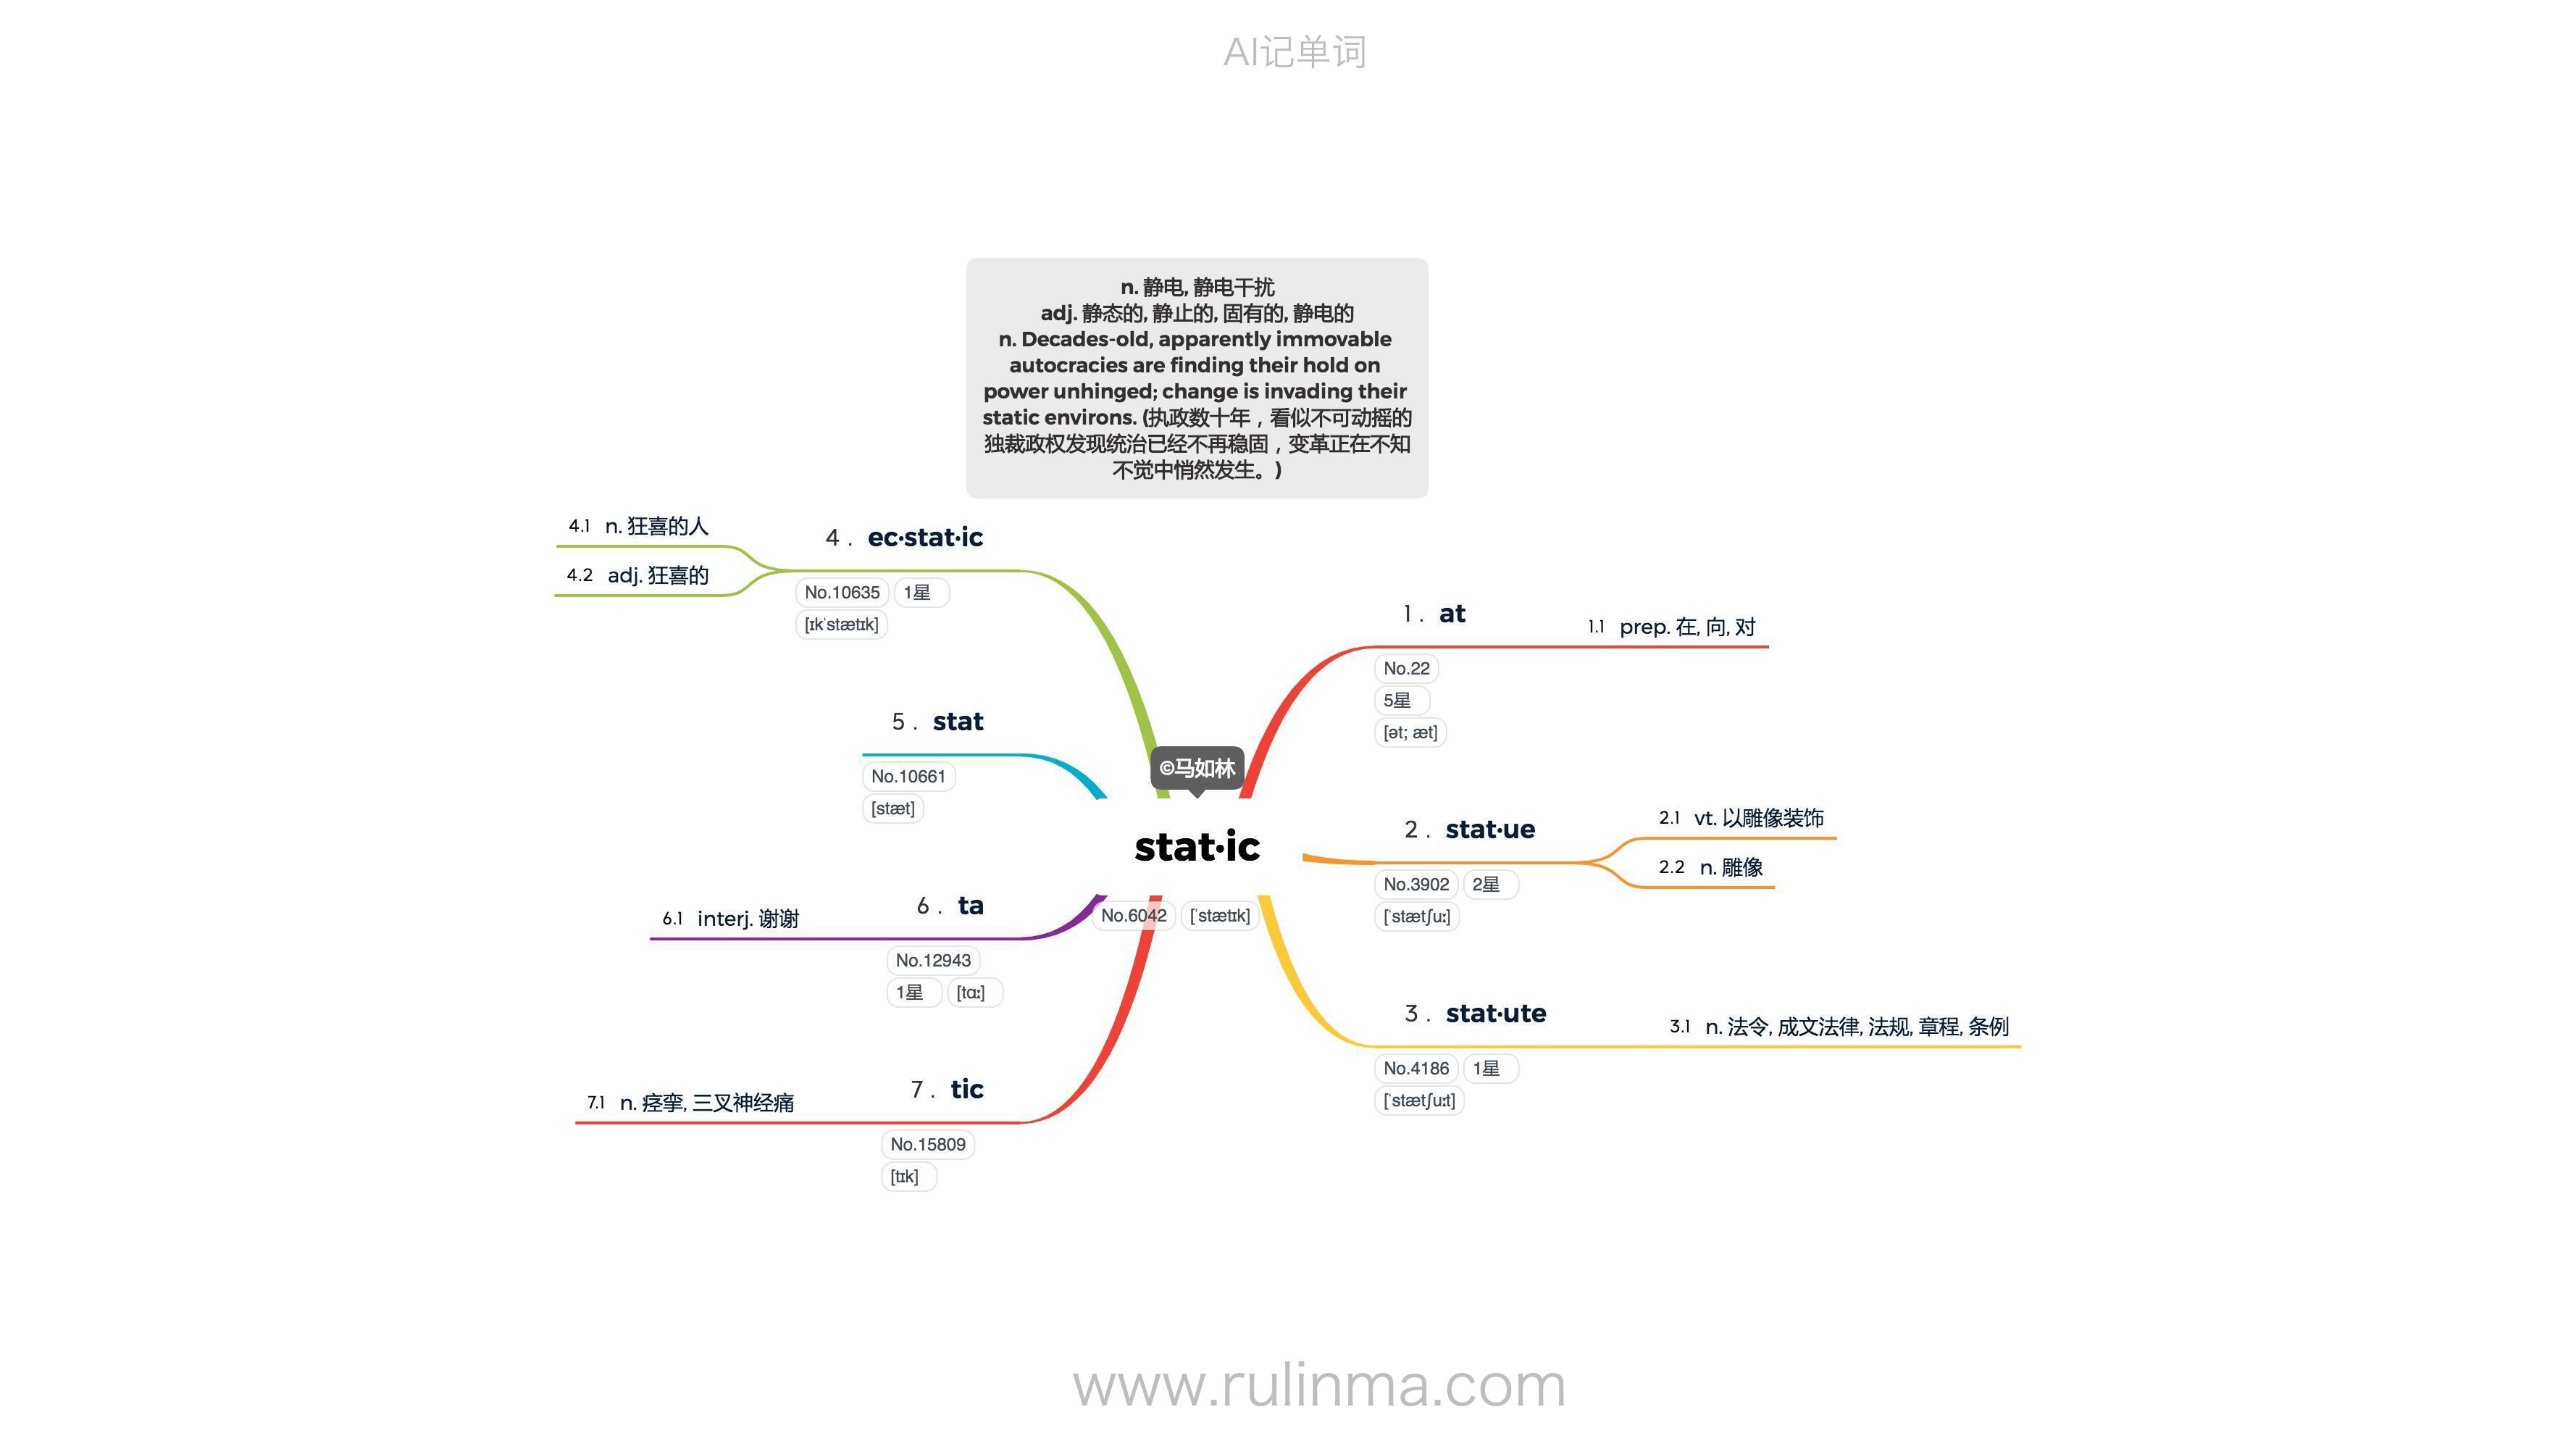 AI记单词
n. 静电, 静电干扰
adj. 静态的, 静止的, 固有的, 静电的
n. Decades-old, apparently immovable
autocracies are finding their hold on
power unhinged; change is invading their
static environs. (执政数十年，看似不可动摇的
独裁政权发现统治已经不再稳固，变革正在不知
不觉中悄然发生。)
©马如林
stat·ic
No.6042 [ˈstætɪk]
1. at
No.22
5星
[ət; æt]
1.1 prep. 在, 向, 对
2. stat·ue
No.3902 2星
[ˈstætʃuː]
2.1 vt. 以雕像装饰
2.2 n. 雕像
3. stat·ute
No.4186 1星
[ˈstætʃuːt]
3.1 n. 法令, 成文法律, 法规, 章程, 条例
4. ec·stat·ic
No.10635 1星
[ɪkˈstætɪk]
4.1 n. 狂喜的人
4.2 adj. 狂喜的
5. stat
No.10661
[stæt]
6. ta
No.12943
1星 [tɑː]
6.1 interj. 谢谢
7. tic
No.15809
[tɪk]
7.1 n. 痉挛, 三叉神经痛
www.rulinma.com